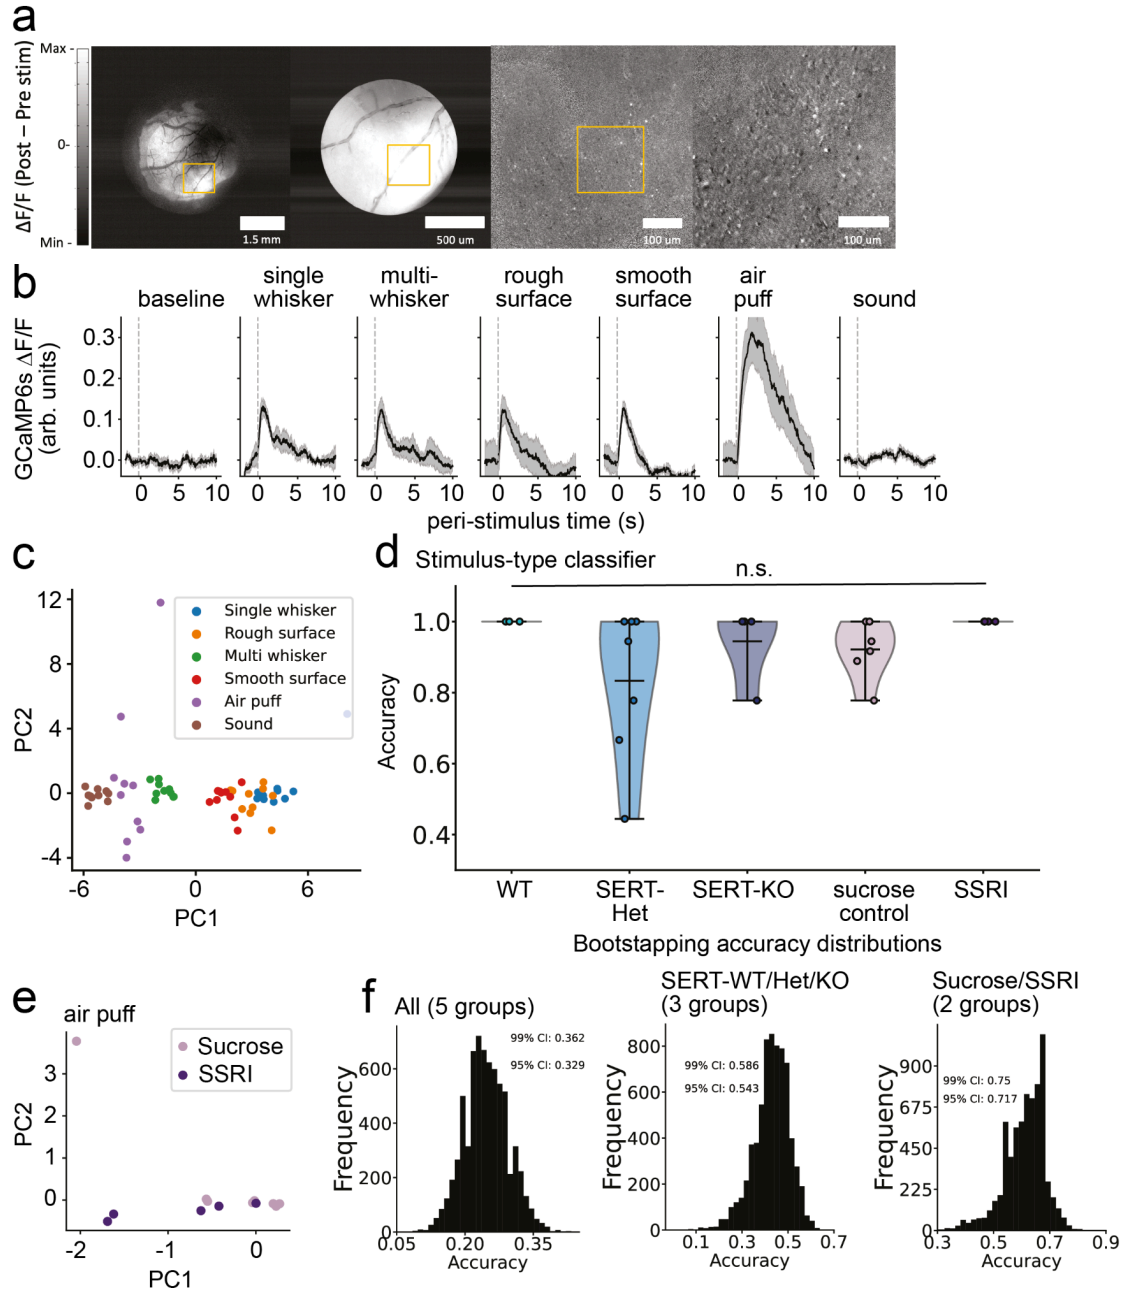 a
ΔF/F (Post – Pre stim)
Max -
0-
Min -
1.5 mm
500 um
100 um
100 um
b
baseline
single
whisker
multi-
whisker
rough
surface
smooth
surface
air
puff
sound
GCaMP6s ΔF/F
(arb. units)
0.3
0.2
0.1
0.0
0 5 10
0 5 10
0 5 10
0 5 10
0 5 10
0 5 10
0 5 10
peri-stimulus time (s)
c
PC2
12
8
4
0
-4
-6 0 6
PC1
Single whisker
Rough surface
Multi whisker
Smooth surface
Air puff
Sound
d
Stimulus-type classifier
n.s.
Accuracy
1.0
0.8
0.6
0.4
WT
SERT-
Het
SERT-KO
sucrose
control
SSRI
Bootstapping accuracy distributions
e
air puff
Sucrose
SSRI
PC2
3
2
1
0
-2 -1 0
PC1
f
All (5 groups)
99% CI: 0.362
95% CI: 0.329
Frequency
600
400
200
0
0.05 0.20 0.35
Accuracy
SERT-WT/Het/KO
(3 groups)
99% CI: 0.586
95% CI: 0.543
Frequency
800
600
400
200
0
0.1 0.3 0.5 0.7
Accuracy
Sucrose/SSRI
(2 groups)
99% CI: 0.75
95% CI: 0.717
Frequency
900
675
450
225
0
0.3 0.5 0.7 0.9
Accuracy